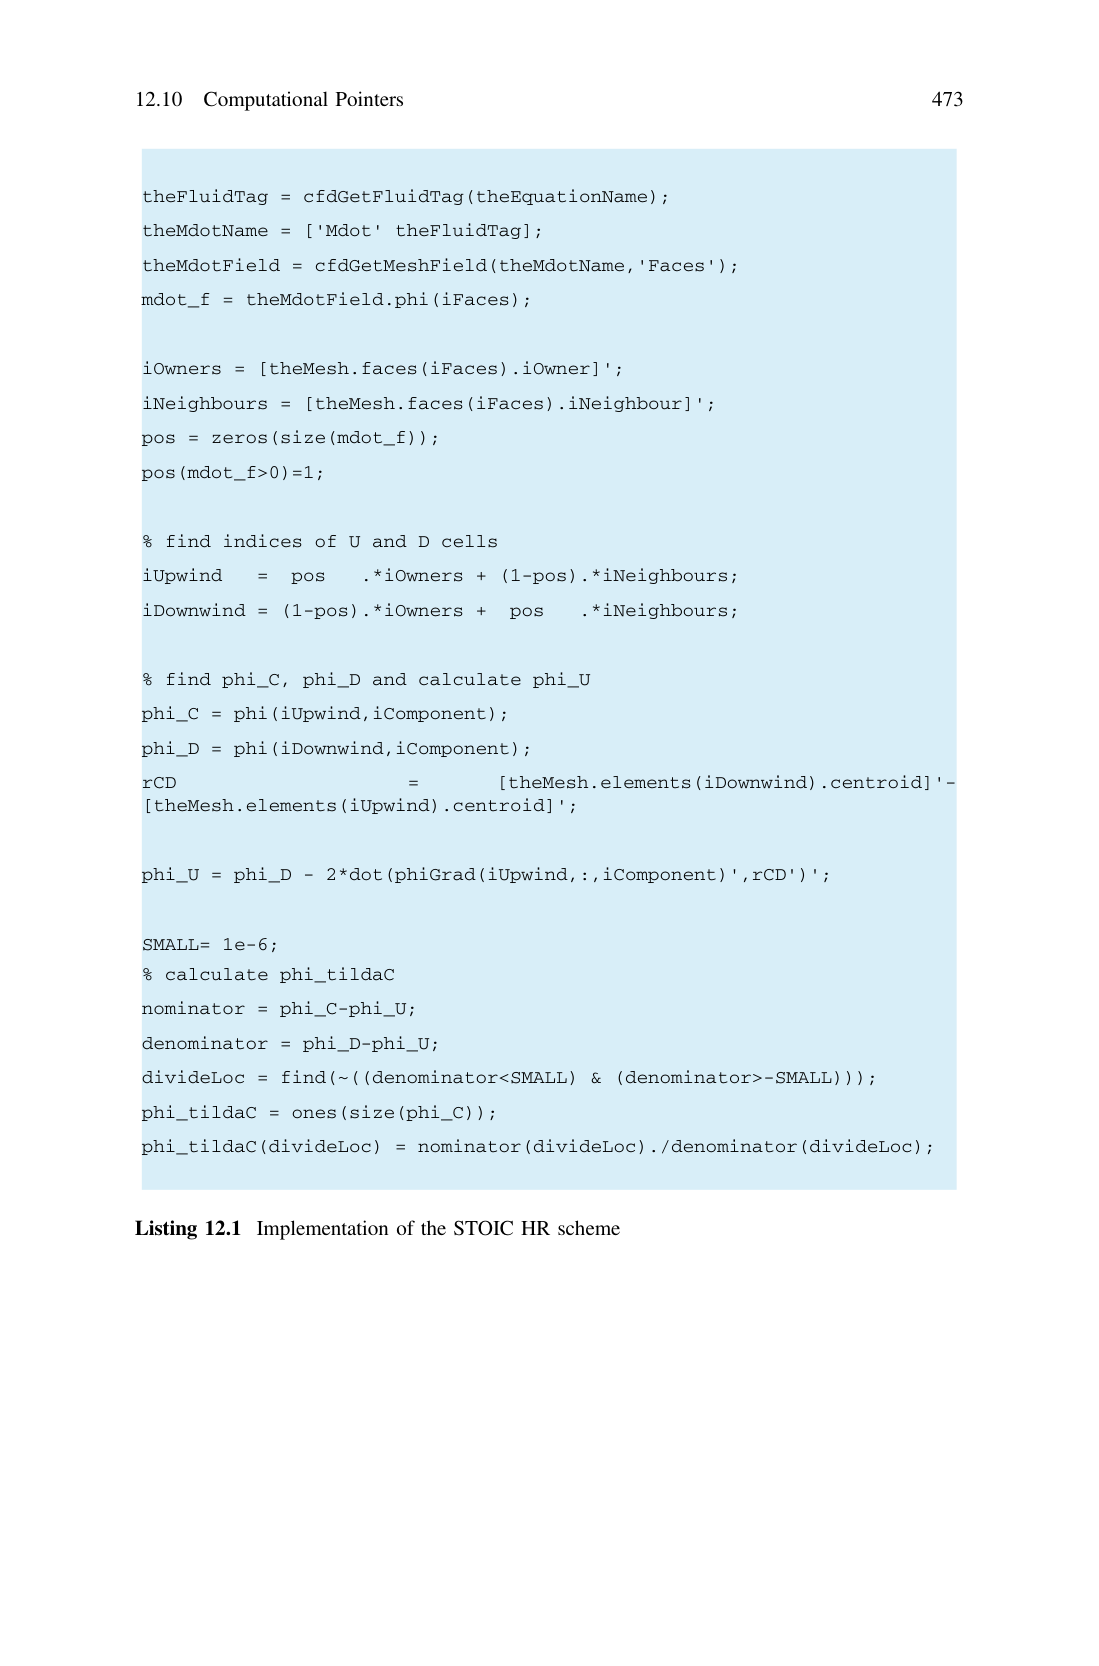 12.10 Computational Pointers 473
theFluidTag = cfdGetFluidTag(theEquationName);
theMdotName = ['Mdot' theFluidTag];
theMdotField = cfdGetMeshField(theMdotName,'Faces');
mdot_f = theMdotField.phi(iFaces);
iOwners = [theMesh.faces(iFaces).iOwner]';
iNeighbours = [theMesh.faces(iFaces).iNeighbour]';
pos = zeros(size(mdot_f));
pos(mdot_f>0)=1;
% find indices of U and D cells
iUpwind   =  pos   .*iOwners + (1-pos).*iNeighbours;
iDownwind = (1-pos).*iOwners +  pos   .*iNeighbours;
% find phi_C, phi_D and calculate phi_U
phi_C = phi(iUpwind,iComponent);
phi_D = phi(iDownwind,iComponent);
rCD = [theMesh.elements(iDownwind).centroid]'-
[theMesh.elements(iUpwind).centroid]';
phi_U = phi_D - 2*dot(phiGrad(iUpwind,:,iComponent)',rCD')';
SMALL= 1e-6;
% calculate phi_tildaC
nominator = phi_C-phi_U;
denominator = phi_D-phi_U;
divideLoc = find(~((denominator<SMALL) & (denominator>-SMALL)));
phi_tildaC = ones(size(phi_C));
phi_tildaC(divideLoc) = nominator(divideLoc)./denominator(divideLoc);
Listing 12.1 Implementation of the STOIC HR scheme